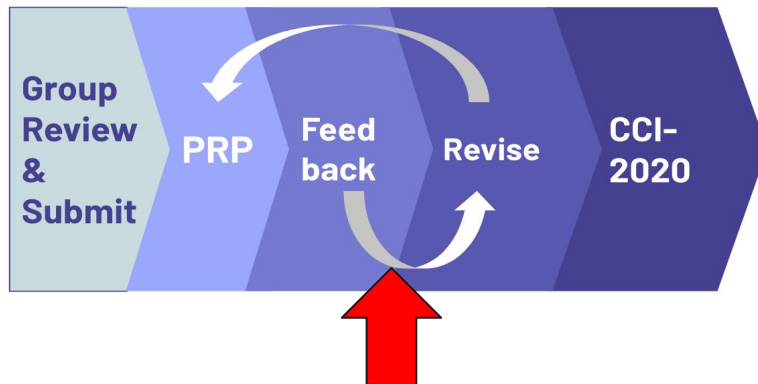 Group
Review
&
Submit
PRP
Feed
back
Revise
CCI-
2020